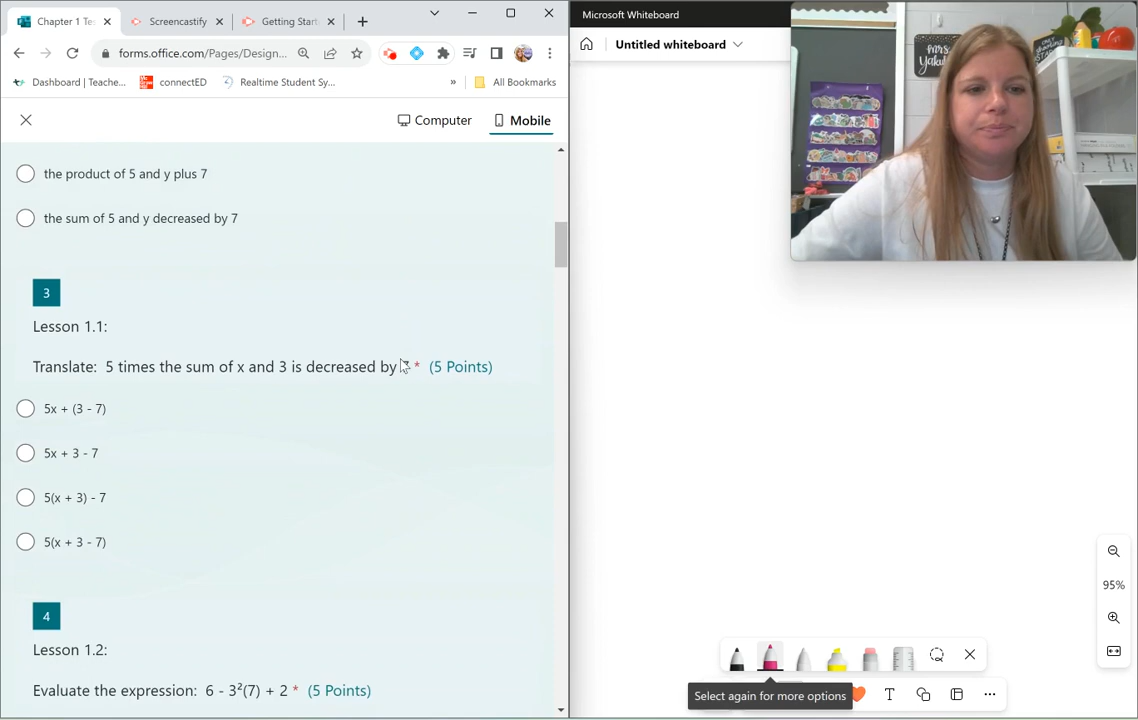 Chapter 1 Te
Screencastify
Getting Start
forms.office.com/Pages/Design...
Dashboard | Teache...
connectED
Realtime Student Sy...
»
All Bookmarks
Computer
Mobile
the product of 5 and y plus 7
the sum of 5 and y decreased by 7
3
Lesson 1.1:
Translate: 5 times the sum of x and 3 is decreased by * (5 Points)
5x + (3 - 7)
5x + 3 - 7
5(x + 3) - 7
5(x + 3 - 7)
4
Lesson 1.2:
Evaluate the expression: 6 - 3²(7) + 2 * (5 Points)
Microsoft Whiteboard
Untitled whiteboard
Mrs.
95%
Select again for more options
T